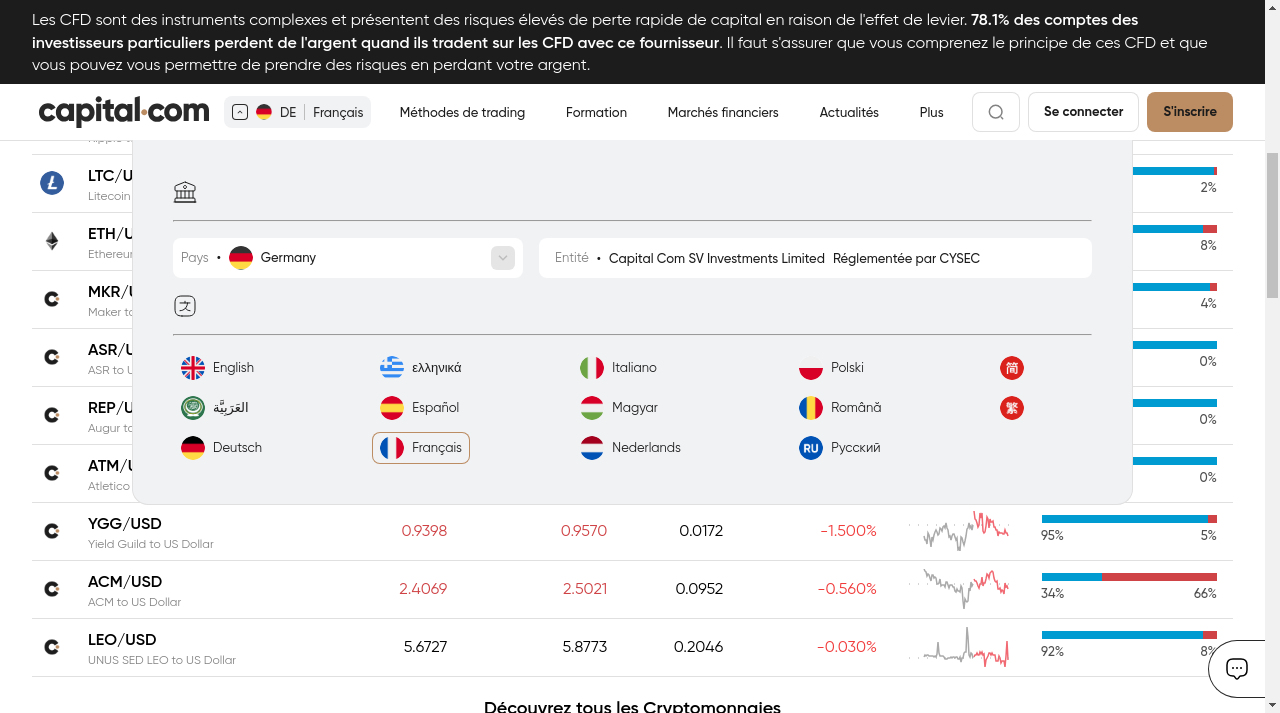 Les CFD sont des instruments complexes et présentent des risques élevés de perte rapide de capital en raison de l'effet de levier. 78.1% des comptes des
investisseurs particuliers perdent de l'argent quand ils tradent sur les CFD avec ce fournisseur. Il faut s'assurer que vous comprenez le principe de ces CFD et que
vous pouvez vous permettre de prendre des risques en perdant votre argent.
capital.com DE Français Méthodes de trading Formation Marchés financiers Actualités Plus Se connecter S'inscrire
LTC/U
Litecoin
2%
ETH/U
Ethereu
8%
MKR/U
Maker to
4%
ASR/U
ASR to U
0%
REP/U
Augur to
0%
ATM/U
Atletico
0%
Pays • Germany
Entité • Capital Com SV Investments Limited Réglementée par CYSEC
English ελληνικά Italiano Polski 简
العَرَبِيَّة Español Magyar Română 繁
Deutsch Français Nederlands RU Русский
YGG/USD 0.9398 0.9570 0.0172 -1.500%
Yield Guild to US Dollar 95% 5%
ACM/USD 2.4069 2.5021 0.0952 -0.560%
ACM to US Dollar 34% 66%
LEO/USD 5.6727 5.8773 0.2046 -0.030%
UNUS SED LEO to US Dollar 92% 8%
Découvrez tous les Cryptomonnaies